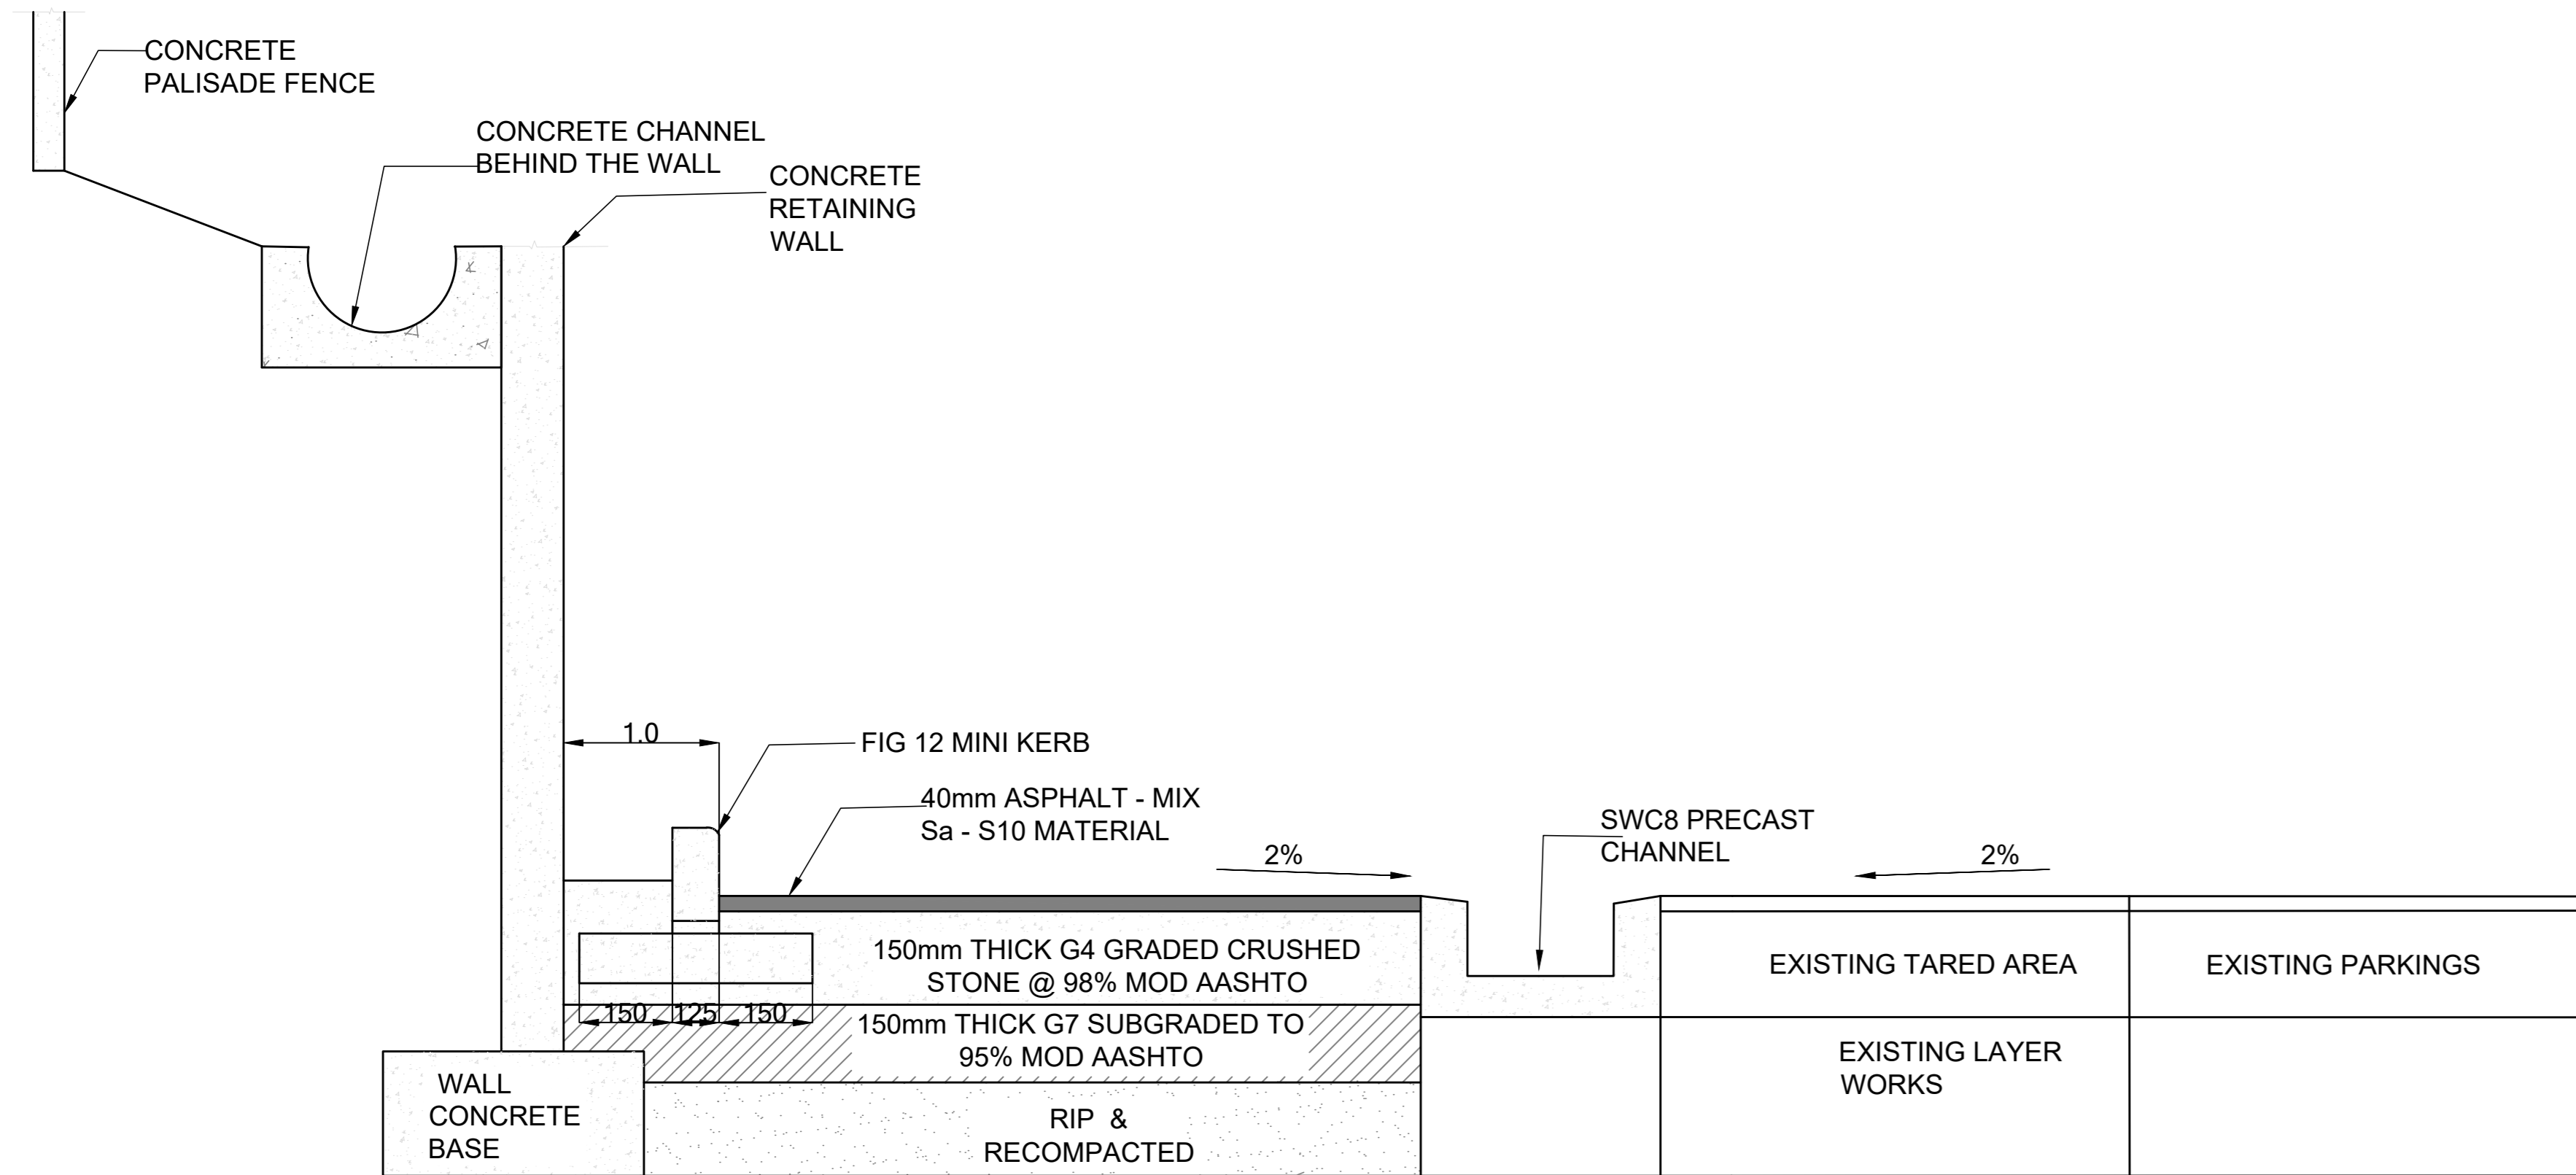 CONCRETE
PALISADE FENCE
CONCRETE CHANNEL
BEHIND THE WALL
CONCRETE
RETAINING
WALL
1.0
FIG 12 MINI KERB
40mm ASPHALT - MIX
Sa - S10 MATERIAL
2%
SWC8 PRECAST
CHANNEL
2%
150mm THICK G4 GRADED CRUSHED
STONE @ 98% MOD AASHTO
EXISTING TARED AREA
EXISTING PARKINGS
150 125 150
150mm THICK G7 SUBGRADED TO
95% MOD AASHTO
EXISTING LAYER
WORKS
WALL
CONCRETE
BASE
RIP &
RECOMPACTED